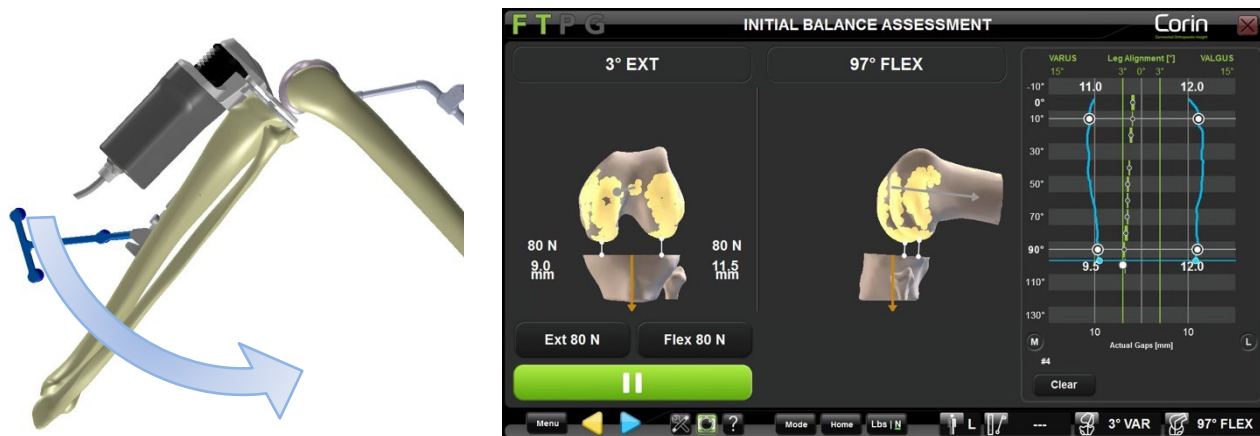 F T P G
INITIAL BALANCE ASSESSMENT
Corin
3° EXT
97° FLEX
80 N
9.0
mm
80 N
11.5
mm
Ext 80 N
Flex 80 N
VARUS
Leg Alignment [°]
VALGUS
15°
3°
0°
3°
15°
-10°
0°
10°
30°
50°
70°
90°
110°
130°
11.0
12.0
9.5
12.0
10
10
Actual Gaps [mm]
M
L
#4
Clear
Menu
?
Mode
Home
Lbs | N
L
---
3° VAR
97° FLEX